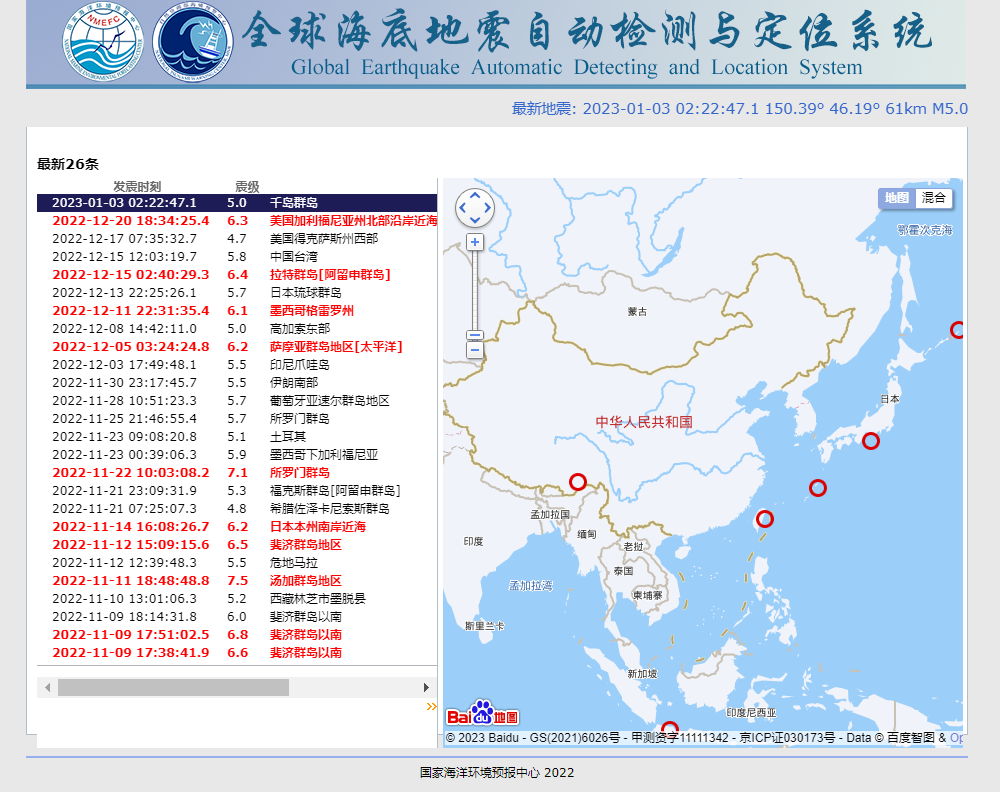 NMEFC
全球海底地震自动检测与定位系统
Global Earthquake Automatic Detecting and Location System
最新地震: 2023-01-03 02:22:47.1 150.39° 46.19° 61km M5.0
最新26条
发震时刻 震级
2023-01-03 02:22:47.1 5.0 千岛群岛
2022-12-20 18:34:25.4 6.3 美国加利福尼亚州北部沿岸近海
2022-12-17 07:35:32.7 4.7 美国得克萨斯州西部
2022-12-15 12:03:19.7 5.8 中国台湾
2022-12-15 02:40:29.3 6.4 拉特群岛[阿留申群岛]
2022-12-13 22:25:26.1 5.7 日本琉球群岛
2022-12-11 22:31:35.4 6.1 墨西哥格雷罗州
2022-12-08 14:42:11.0 5.0 高加索东部
2022-12-05 03:24:24.8 6.2 萨摩亚群岛地区[太平洋]
2022-12-03 17:49:48.1 5.5 印尼爪哇岛
2022-11-30 23:17:45.7 5.5 伊朗南部
2022-11-28 10:51:23.3 5.7 葡萄牙亚速尔群岛地区
2022-11-25 21:46:55.4 5.7 所罗门群岛
2022-11-23 09:08:20.8 5.1 土耳其
2022-11-23 00:39:06.3 5.9 墨西哥下加利福尼亚
2022-11-22 10:03:08.2 7.1 所罗门群岛
2022-11-21 23:09:31.9 5.3 福克斯群岛[阿留申群岛]
2022-11-21 07:25:07.3 4.8 希腊佐泽卡尼索斯群岛
2022-11-14 16:08:26.7 6.2 日本本州南岸近海
2022-11-12 15:09:15.6 6.5 斐济群岛地区
2022-11-12 12:39:48.3 5.5 危地马拉
2022-11-11 18:48:48.8 7.5 汤加群岛地区
2022-11-10 13:01:06.3 5.2 西藏林芝市墨脱县
2022-11-09 18:14:31.8 6.0 斐济群岛以南
2022-11-09 17:51:02.5 6.8 斐济群岛以南
2022-11-09 17:38:41.9 6.6 斐济群岛以南
»
地图 混合
鄂霍次克海
蒙古
日本
中华人民共和国
孟加拉国
印度
缅甸
老挝
泰国
孟加拉湾
柬埔寨
斯里兰卡
新加坡
印度尼西亚
Bai du 地图
© 2023 Baidu - GS(2021)6026号 - 甲测资字11111342 - 京ICP证030173号 - Data © 百度智图 & Op
国家海洋环境预报中心 2022